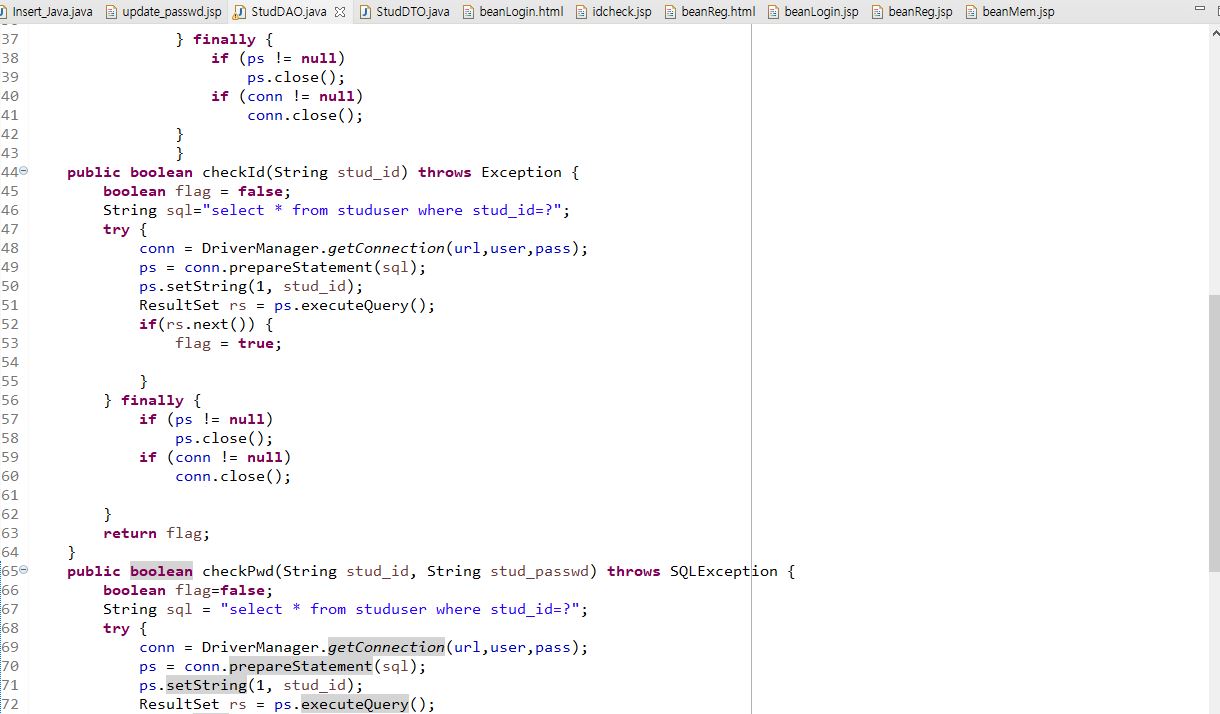 Insert_Java.java update_passwd.jsp StudDAO.java StudDTO.java beanLogin.html idcheck.jsp beanReg.html beanLogin.jsp beanReg.jsp beanMem.jsp
37 } finally {
38 if (ps != null)
39 ps.close();
40 if (conn != null)
41 conn.close();
42 }
43 }
44 public boolean checkId(String stud_id) throws Exception {
45 boolean flag = false;
46 String sql="select * from studuser where stud_id=?";
47 try {
48 conn = DriverManager.getConnection(url,user,pass);
49 ps = conn.prepareStatement(sql);
50 ps.setString(1, stud_id);
51 ResultSet rs = ps.executeQuery();
52 if(rs.next()) {
53 flag = true;
54
55 }
56 } finally {
57 if (ps != null)
58 ps.close();
59 if (conn != null)
60 conn.close();
61
62 }
63 return flag;
64 }
65 public boolean checkPwd(String stud_id, String stud_passwd) throws SQLException {
66 boolean flag=false;
67 String sql = "select * from studuser where stud_id=?";
68 try {
69 conn = DriverManager.getConnection(url,user,pass);
70 ps = conn.prepareStatement(sql);
71 ps.setString(1, stud_id);
72 ResultSet rs = ps.executeQuery();